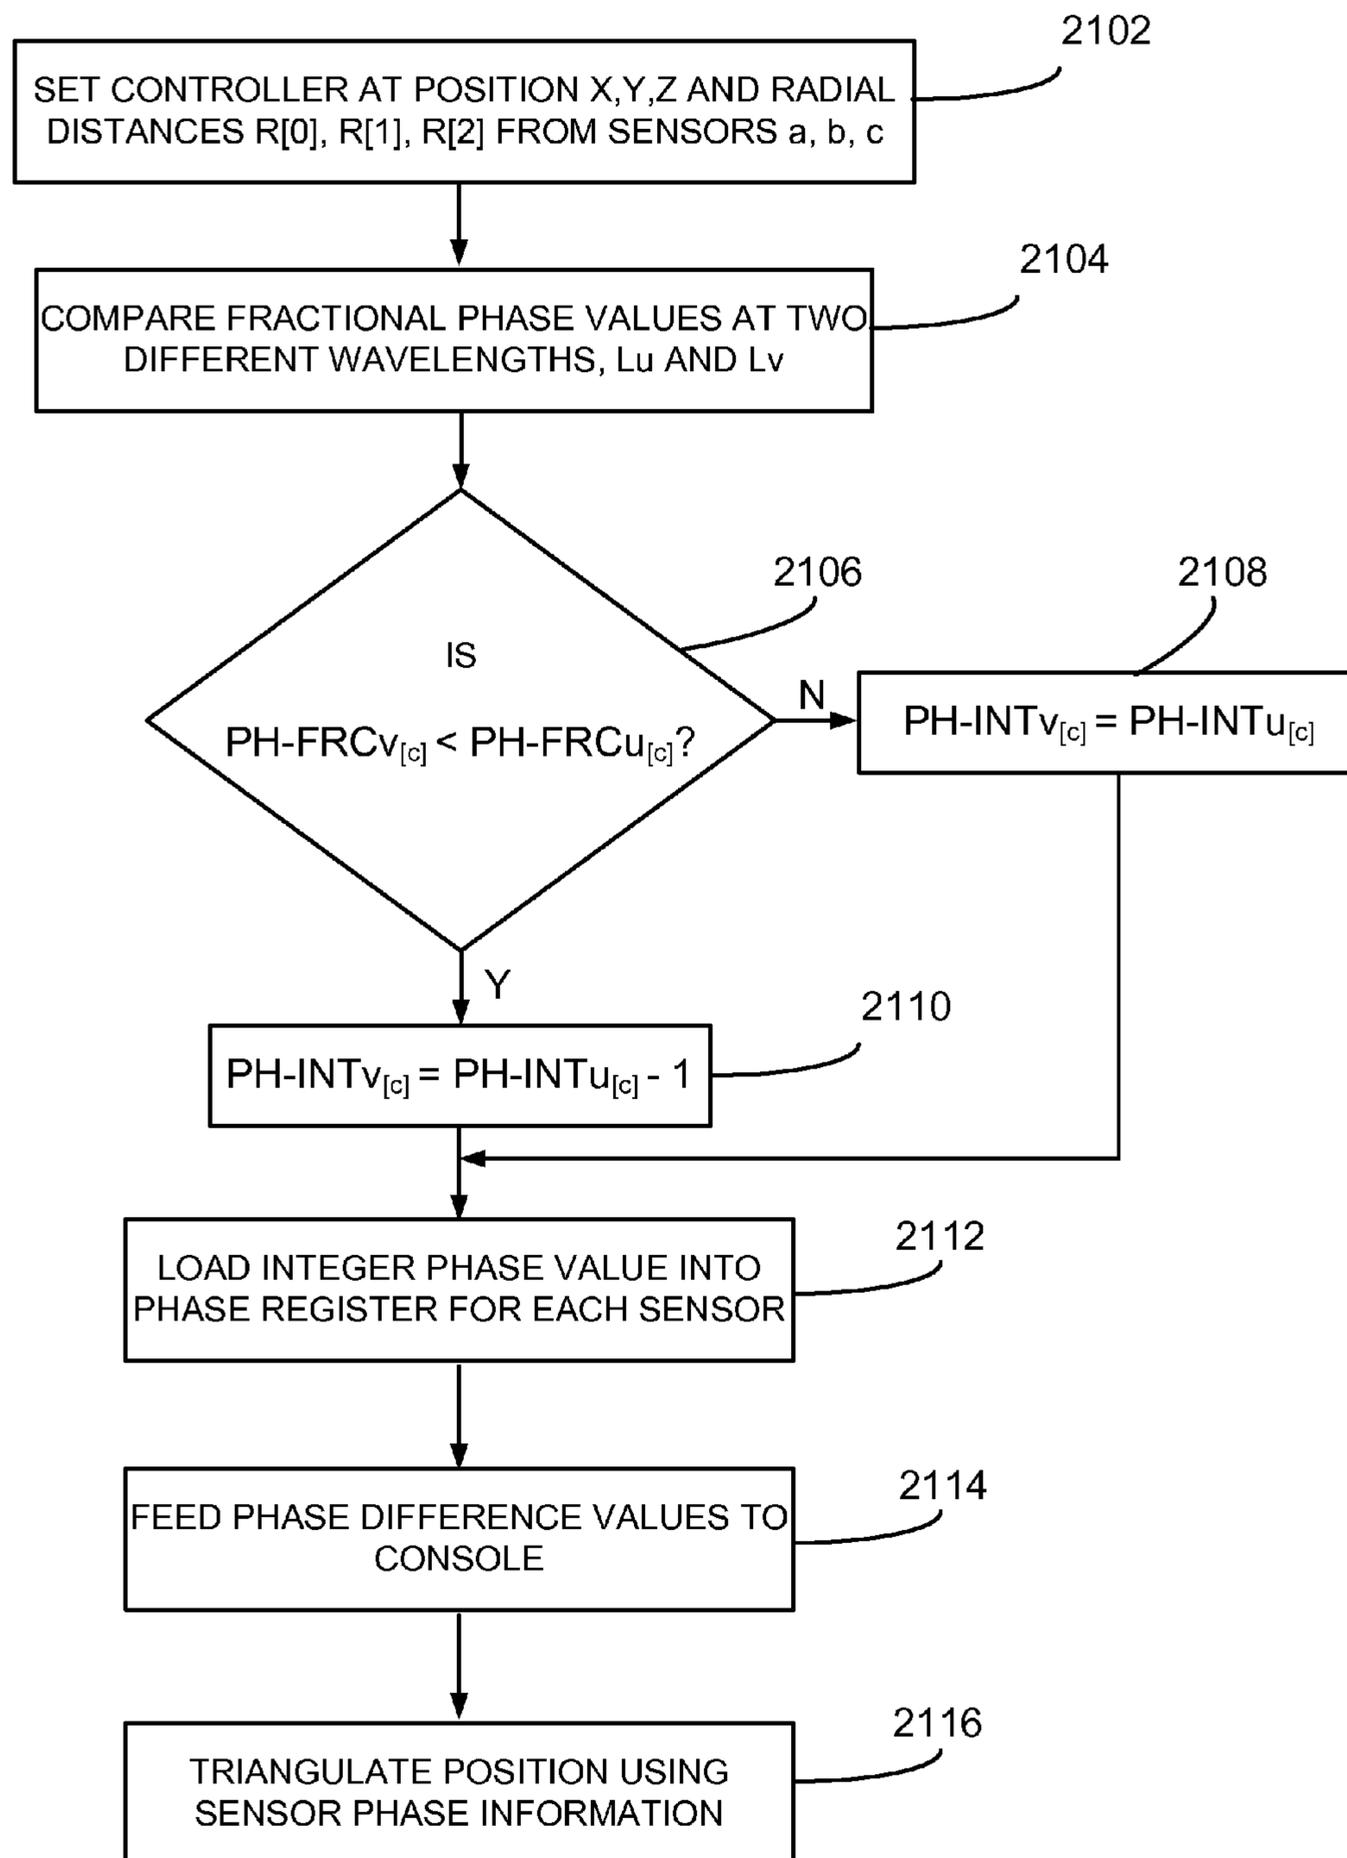 2102
SET CONTROLLER AT POSITION X,Y,Z AND RADIAL
DISTANCES R[0], R[1], R[2] FROM SENSORS a, b, c
2104
COMPARE FRACTIONAL PHASE VALUES AT TWO
DIFFERENT WAVELENGTHS, Lu AND Lv
2106
2108
IS
PH-FRCv[c] < PH-FRCu[c]?
N
PH-INTv[c] = PH-INTu[c]
Y
2110
PH-INTv[c] = PH-INTu[c] - 1
2112
LOAD INTEGER PHASE VALUE INTO
PHASE REGISTER FOR EACH SENSOR
2114
FEED PHASE DIFFERENCE VALUES TO
CONSOLE
2116
TRIANGULATE POSITION USING
SENSOR PHASE INFORMATION